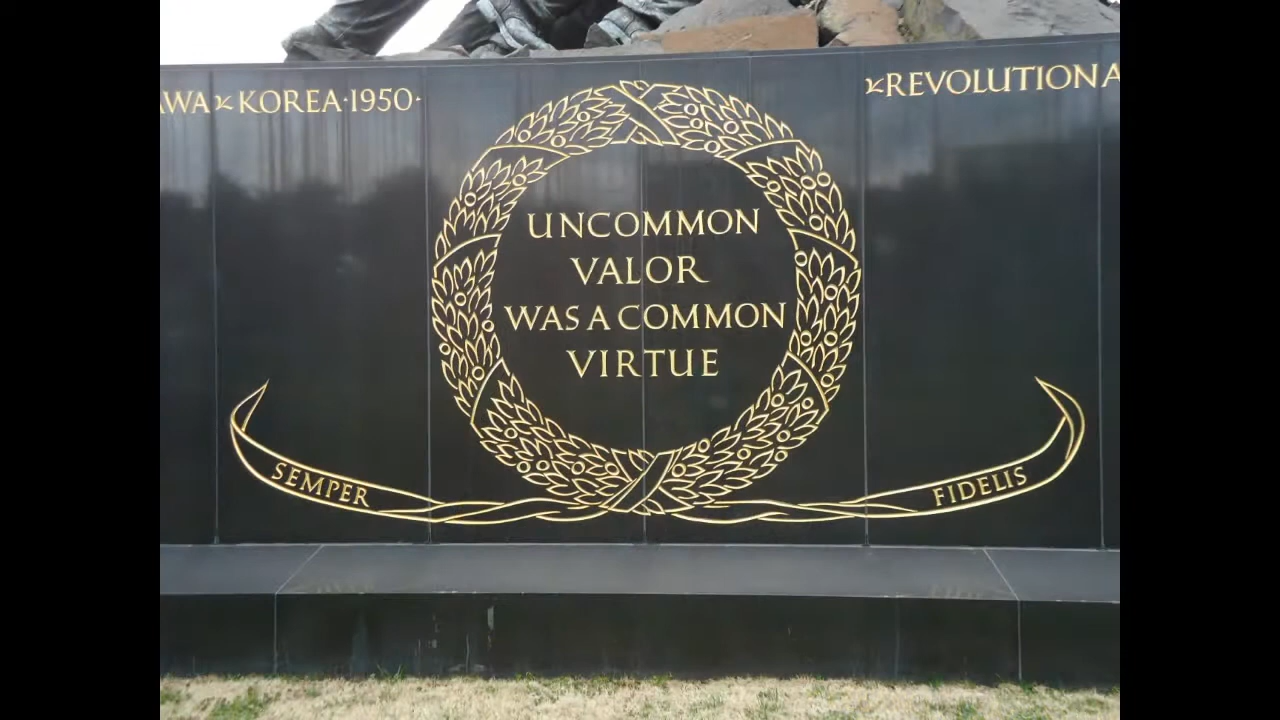 AWA KOREA·1950·
REVOLUTIONA
UNCOMMON
VALOR
WAS A COMMON
VIRTUE
SEMPER
FIDELIS